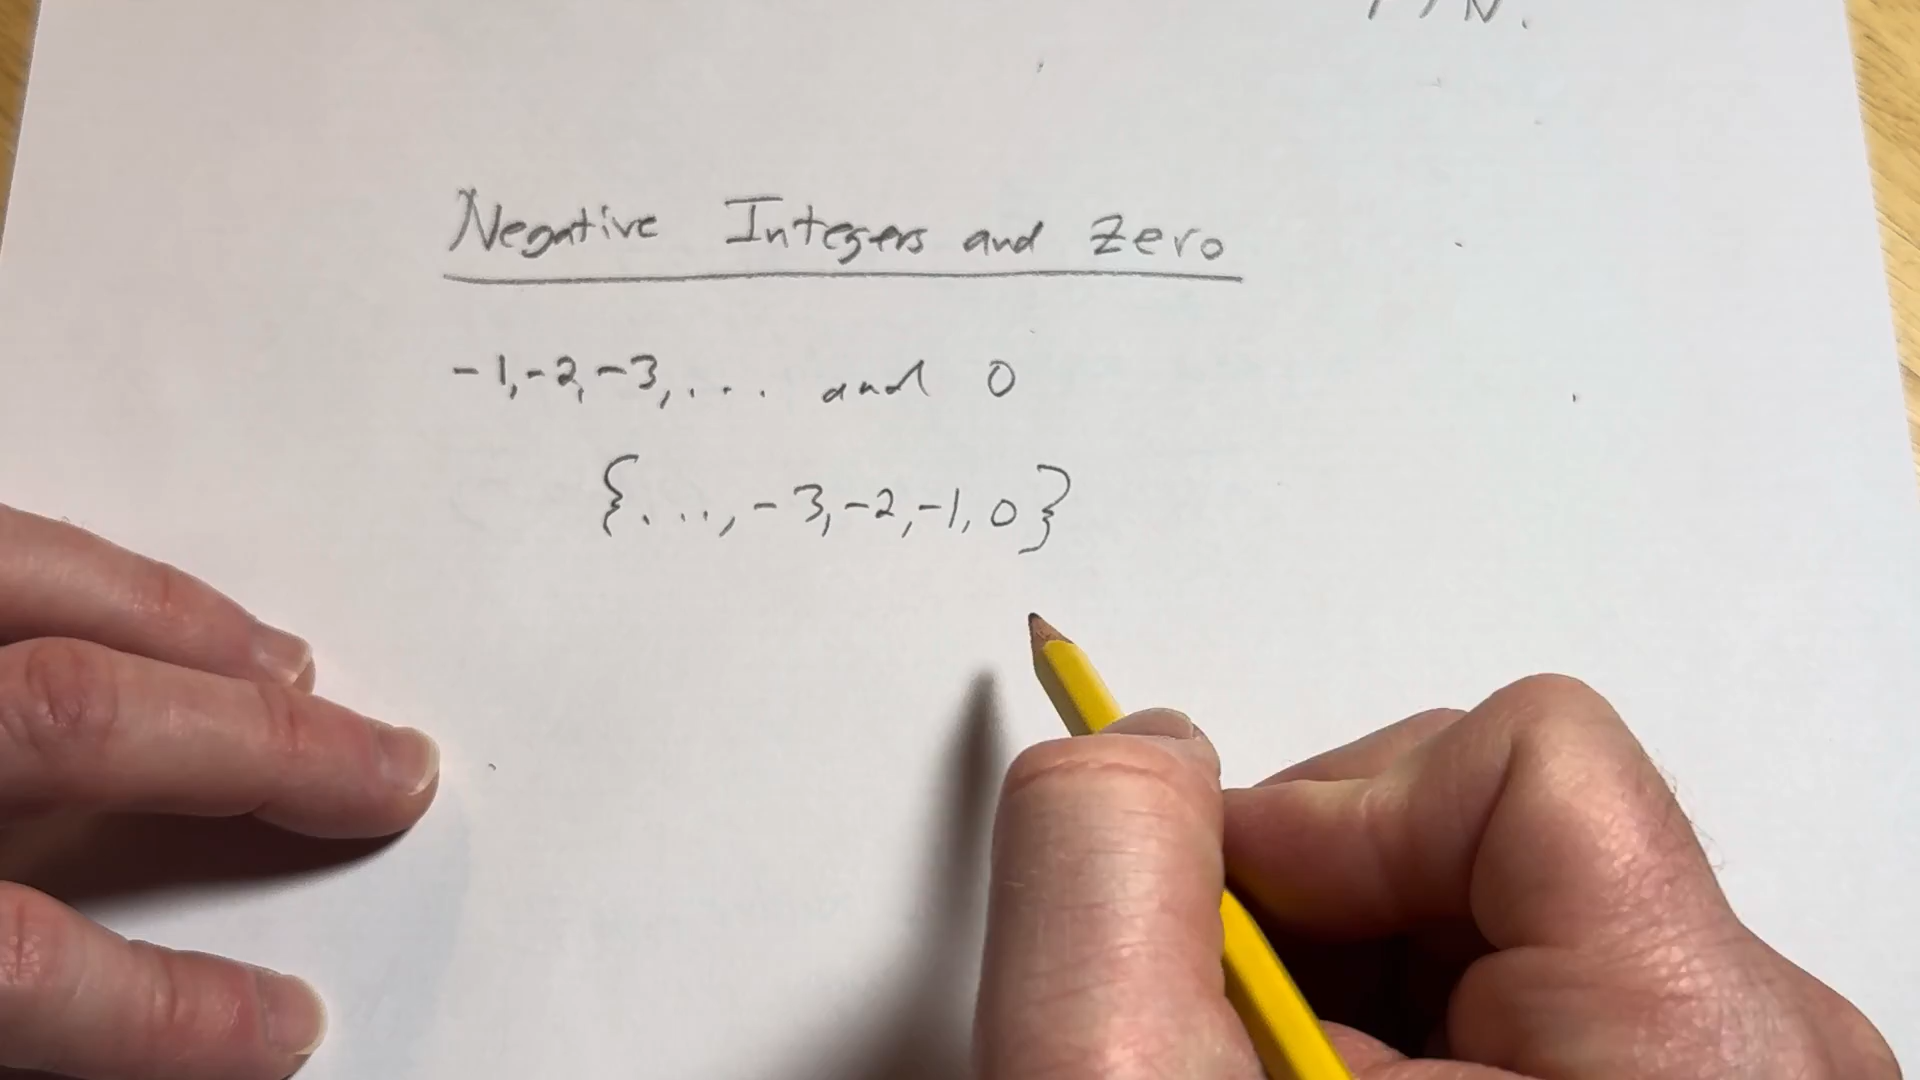 Negative Integers and Zero
-1,-2,-3,... and 0
{...,-3,-2,-1,0}